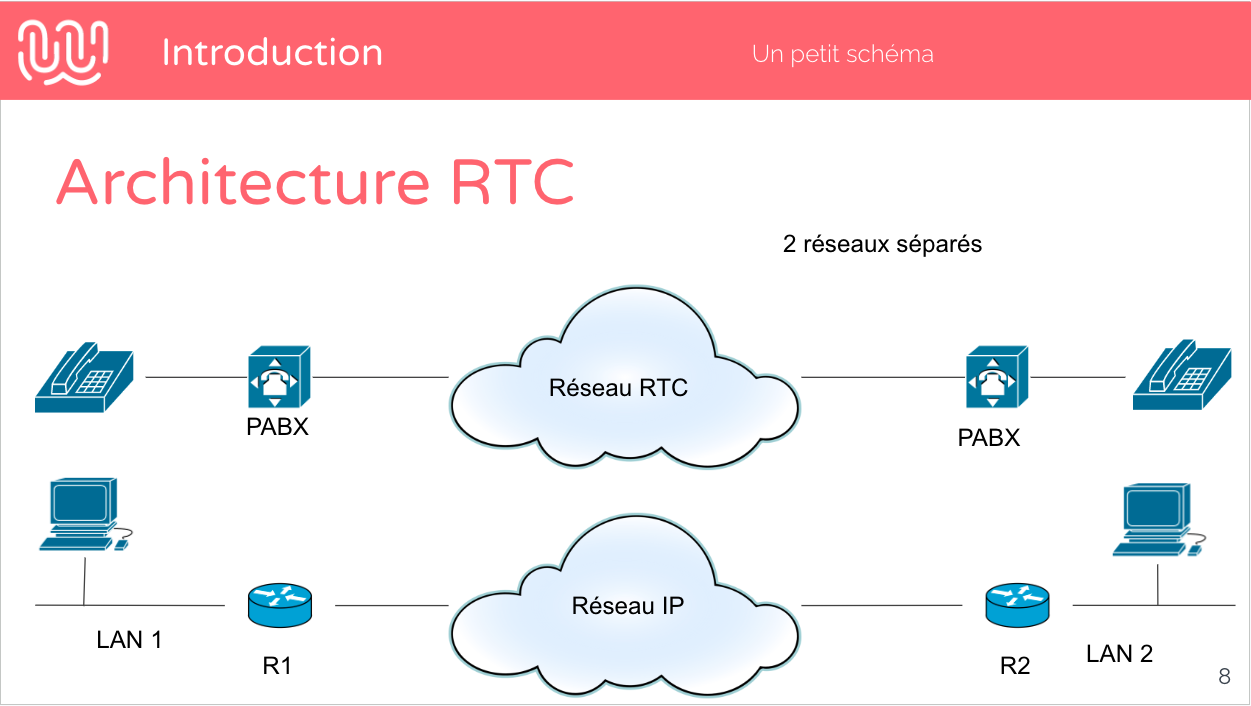 Introduction
Un petit schéma
Architecture RTC
2 réseaux séparés
Réseau RTC
PABX
PABX
Réseau IP
LAN 1
R1
R2
LAN 2
8